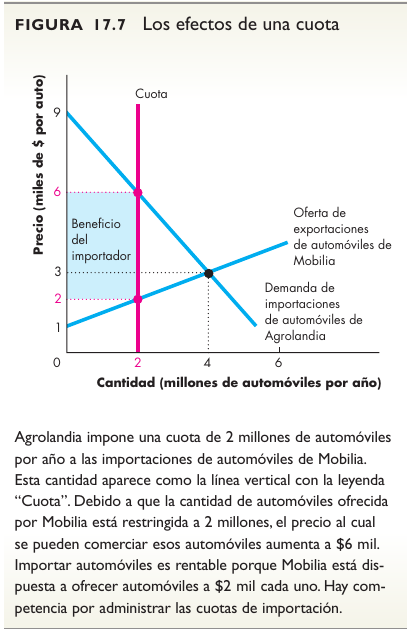 FIGURA 17.7 Los efectos de una cuota
Precio (miles de $ por auto)
Cuota
9
6
Beneficio
del
importador
3
2
1
Oferta de
exportaciones
de automóviles de
Mobilia
Demanda de
importaciones
de automóviles de
Agrolandia
0
2
4
6
Cantidad (millones de automóviles por año)
Agrolandia impone una cuota de 2 millones de automóviles
por año a las importaciones de automóviles de Mobilia.
Esta cantidad aparece como la línea vertical con la leyenda
“Cuota”. Debido a que la cantidad de automóviles ofrecida
por Mobilia está restringida a 2 millones, el precio al cual
se pueden comerciar esos automóviles aumenta a $6 mil.
Importar automóviles es rentable porque Mobilia está dis-
puesta a ofrecer automóviles a $2 mil cada uno. Hay com-
petencia por administrar las cuotas de importación.